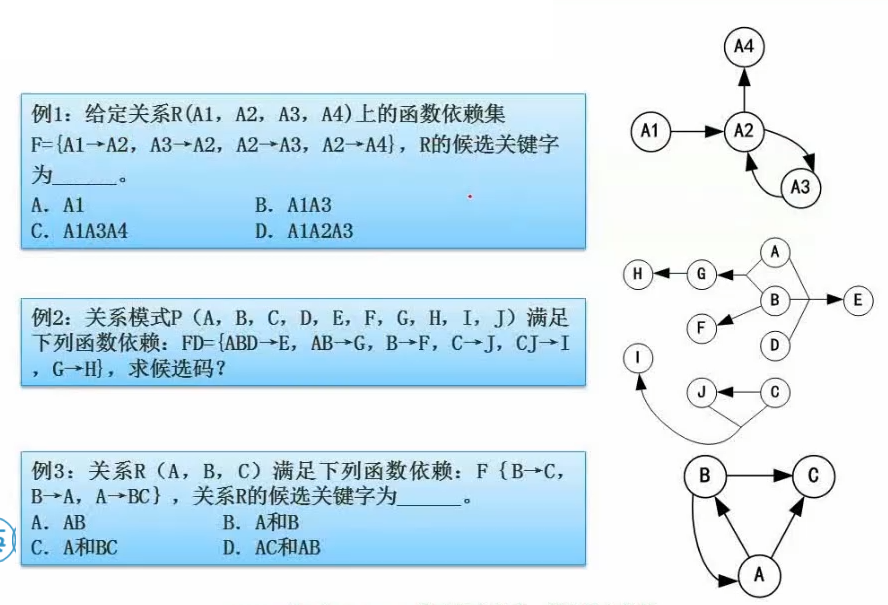 例1：给定关系R(A1，A2，A3，A4)上的函数依赖集
F={A1→A2，A3→A2，A2→A3，A2→A4}，R的候选关键字
为______。
A．A1 B．A1A3
C．A1A3A4 D．A1A2A3
A4
A1 A2
A3
例2：关系模式P（A，B，C，D，E，F，G，H，I，J）满足
下列函数依赖：FD={ABD→E，AB→G，B→F，C→J，CJ→I
，G→H}，求候选码？
A
H G
B E
F
D
I
J C
例3：关系R（A，B，C）满足下列函数依赖：F｛B→C，
B→A，A→BC｝，关系R的候选关键字为______。
A．AB B．A和B
C．A和BC D．AC和AB
B C
A